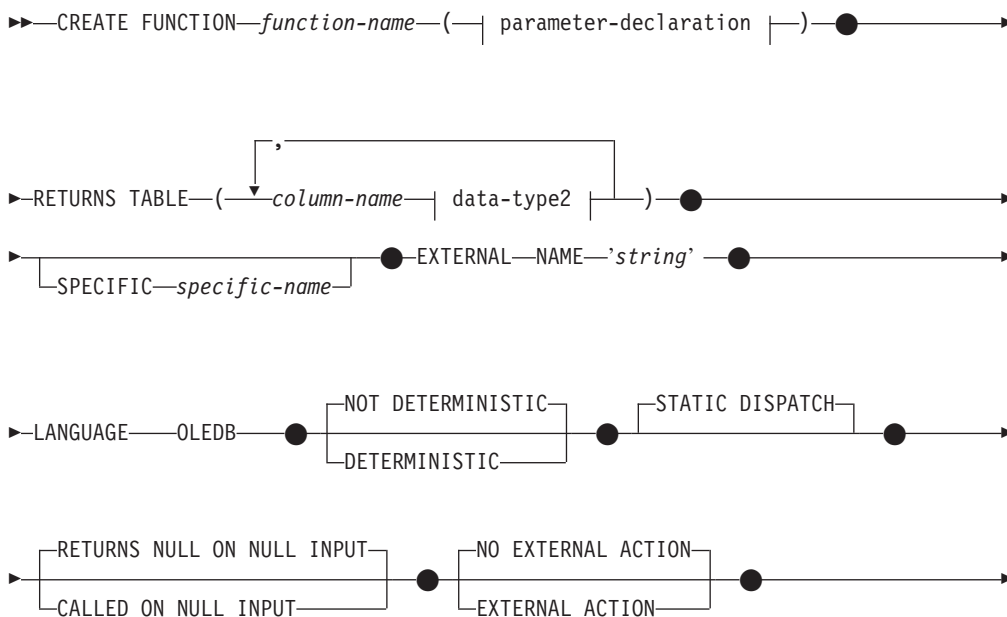 CREATE FUNCTION function-name ( parameter-declaration )
,
RETURNS TABLE ( column-name data-type2 )
EXTERNAL NAME 'string'
SPECIFIC specific-name
NOT DETERMINISTIC STATIC DISPATCH
LANGUAGE OLEDB
DETERMINISTIC
RETURNS NULL ON NULL INPUT NO EXTERNAL ACTION
CALLED ON NULL INPUT EXTERNAL ACTION